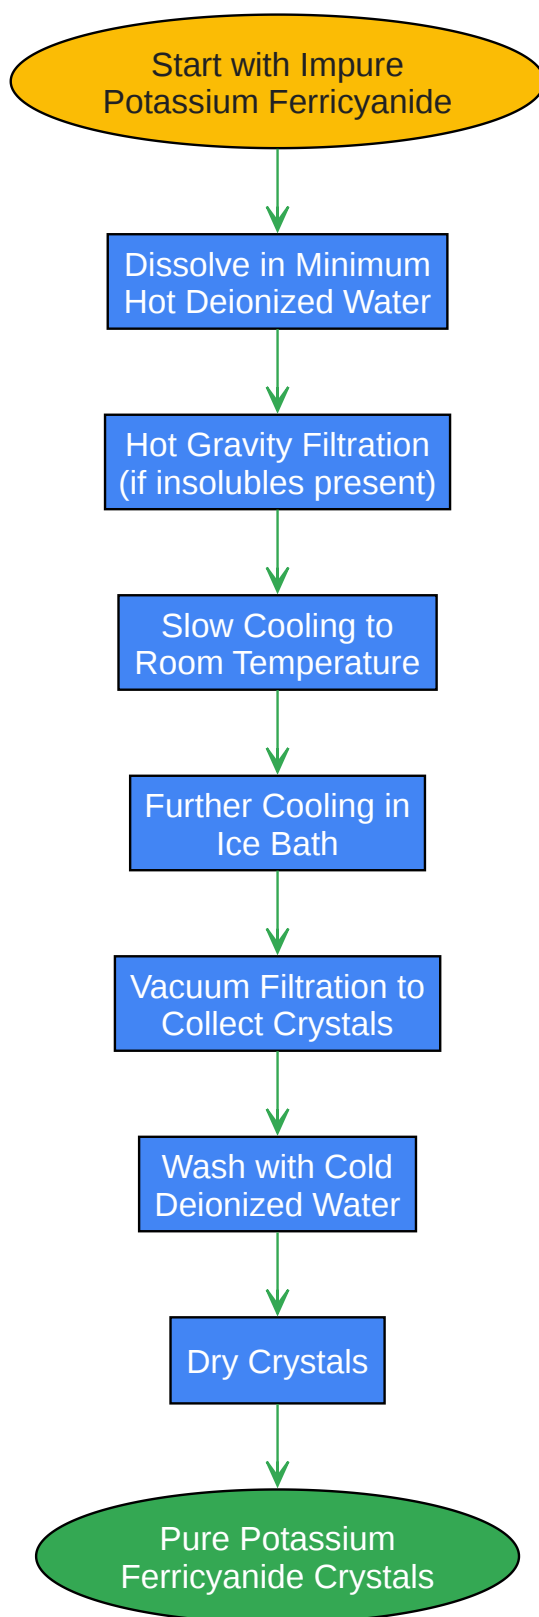 Start with Impure
Potassium Ferricyanide
Dissolve in Minimum
Hot Deionized Water
Hot Gravity Filtration
(if insolubles present)
Slow Cooling to
Room Temperature
Further Cooling in
Ice Bath
Vacuum Filtration to
Collect Crystals
Wash with Cold
Deionized Water
Dry Crystals
Pure Potassium
Ferricyanide Crystals